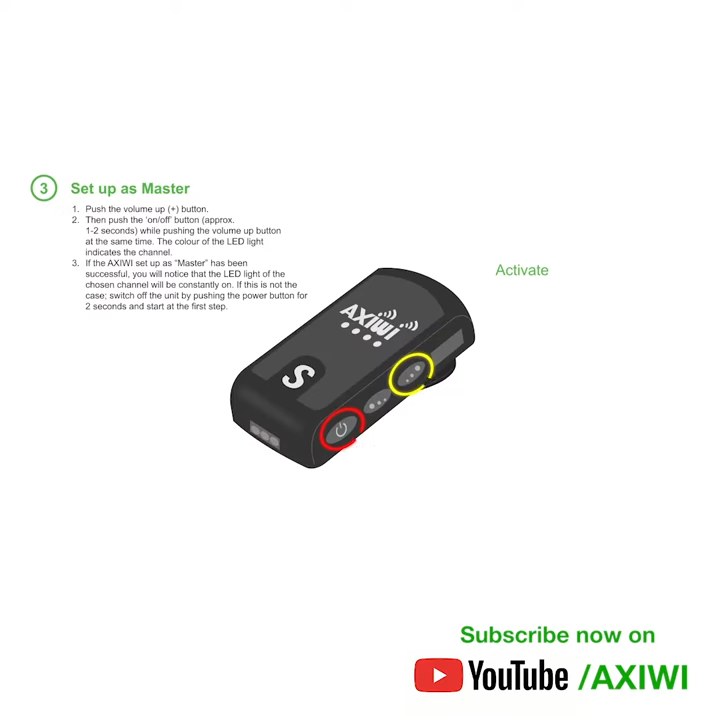 3 Set up as Master
1. Push the volume up (+) button.
2. Then push the ‘on/off’ button (approx.
1-2 seconds) while pushing the volume up button
at the same time. The colour of the LED light
indicates the channel.
3. If the AXIWI set up as “Master” has been
successful, you will notice that the LED light of the
chosen channel will be constantly on. If this is not the
case; switch off the unit by pushing the power button for
2 seconds and start at the first step.
Activate
AXIWI
S
Subscribe now on
YouTube /AXIWI